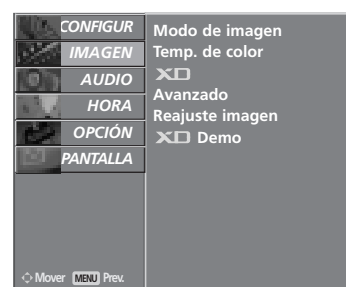 CONFIGUR
IMAGEN
AUDIO
HORA
OPCIÓN
PANTALLA
Mover MENU Prev.
Modo de imagen
Temp. de color
XD
Avanzado
Reajuste imagen
XD Demo